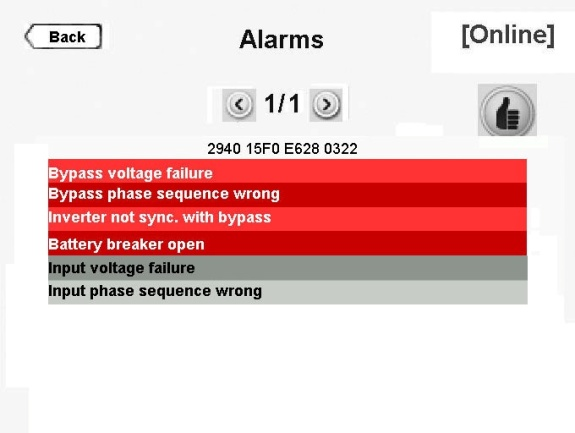 Back
Alarms
[Online]
1/1
2940 15F0 E628 0322
Bypass voltage failure
Bypass phase sequence wrong
Inverter not sync. with bypass
Battery breaker open
Input voltage failure
Input phase sequence wrong